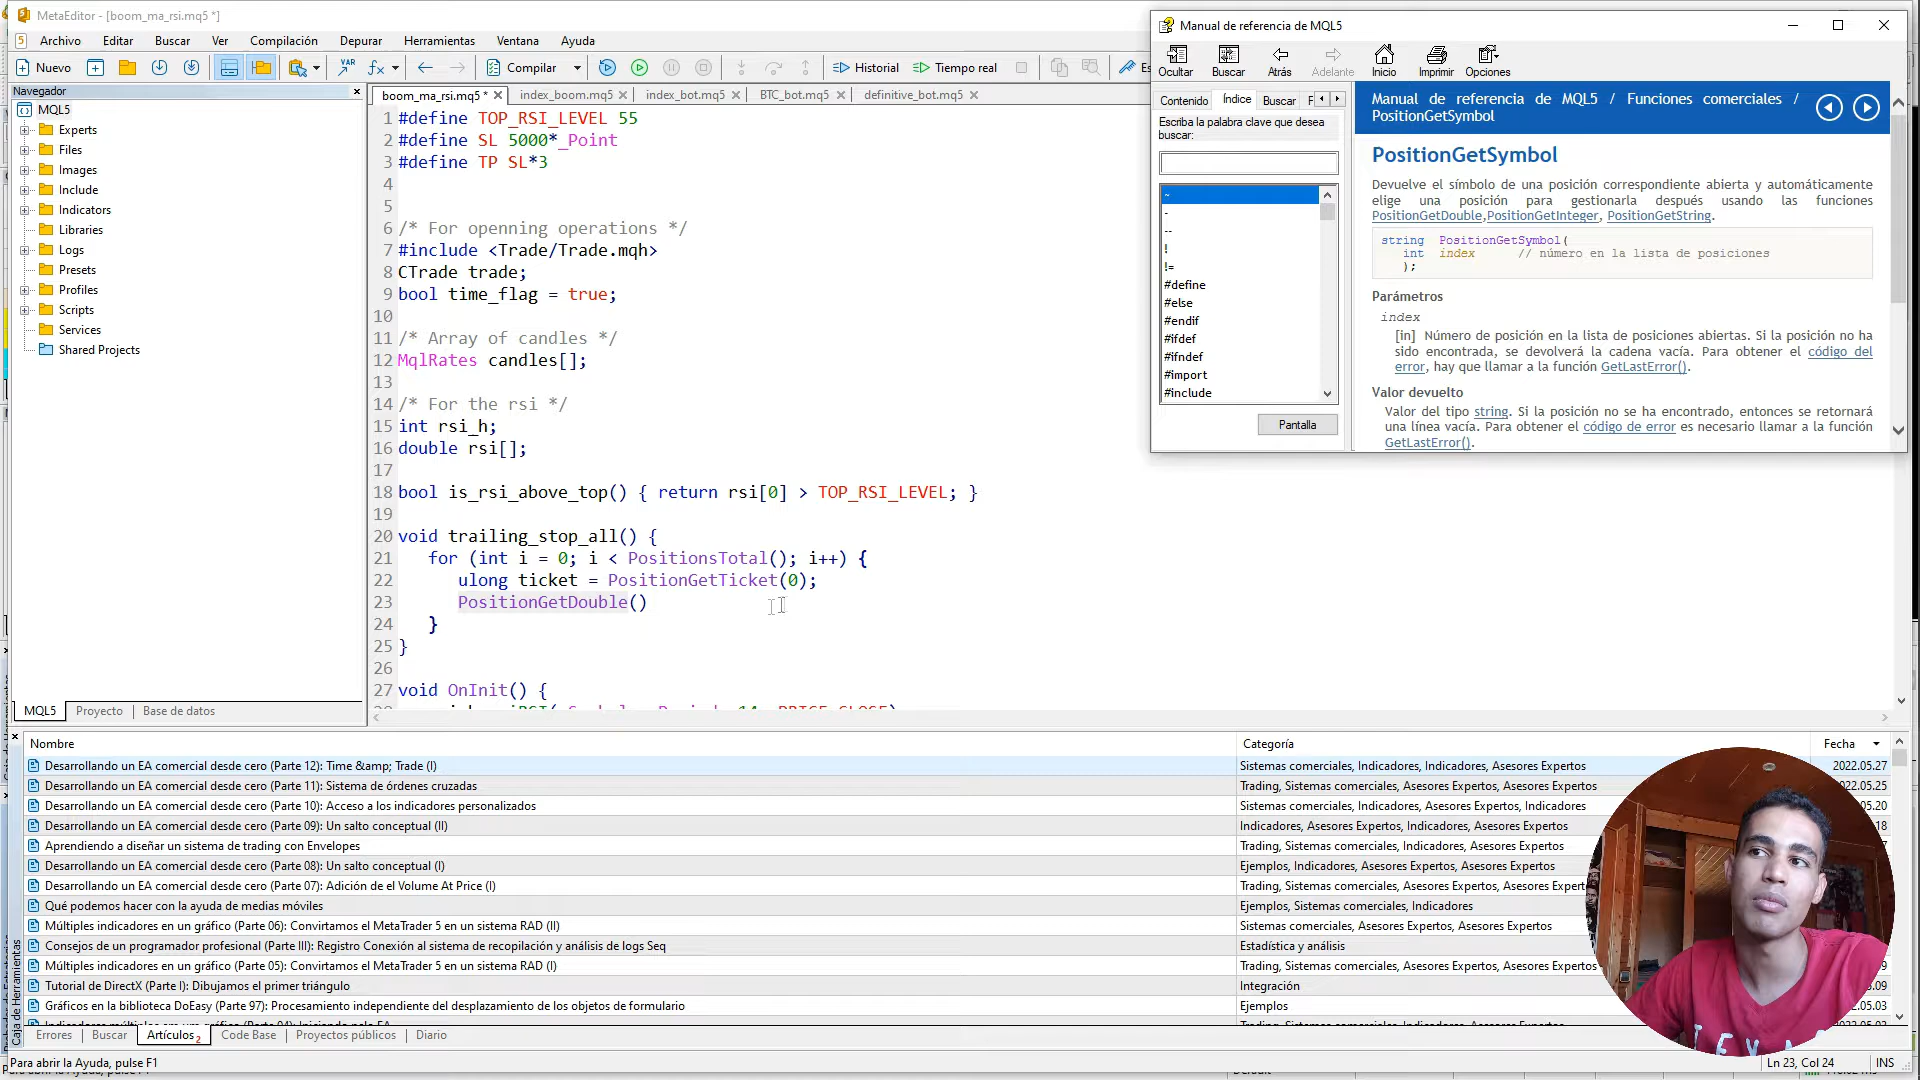 MetaEditor - [boom_ma_rsi.mq5 *]
Archivo Editar Buscar Ver Compilación Depurar Herramientas Ventana Ayuda
Nuevo Compilar Historial Tiempo real
Navegador
MQL5
Experts
Files
Images
Include
Indicators
Libraries
Logs
Presets
Profiles
Scripts
Services
Shared Projects
MQL5 Proyecto Base de datos
boom_ma_rsi.mq5 * index_boom.mq5 index_bot.mq5 BTC_bot.mq5 definitive_bot.mq5
1 #define TOP_RSI_LEVEL 55
2 #define SL 5000*_Point
3 #define TP SL*3
4
5
6 /* For openning operations */
7 #include <Trade/Trade.mqh>
8 CTrade trade;
9 bool time_flag = true;
10
11 /* Array of candles */
12 MqlRates candles[];
13
14 /* For the rsi */
15 int rsi_h;
16 double rsi[];
17
18 bool is_rsi_above_top() { return rsi[0] > TOP_RSI_LEVEL; }
19
20 void trailing_stop_all() {
21 for (int i = 0; i < PositionsTotal(); i++) {
22 ulong ticket = PositionGetTicket(0);
23 PositionGetDouble()
24 }
25 }
26
27 void OnInit() {
Manual de referencia de MQL5
Ocultar Buscar Atrás Adelante Inicio Imprimir Opciones
Contenido Índice Buscar F
Escriba la palabra clave que desea
buscar:
~
-
--
!
!=
#define
#else
#endif
#ifdef
#ifndef
#import
#include
Pantalla
Manual de referencia de MQL5 / Funciones comerciales /
PositionGetSymbol
PositionGetSymbol
Devuelve el símbolo de una posición correspondiente abierta y automáticamente
elige una posición para gestionarla después usando las funciones
PositionGetDouble,PositionGetInteger, PositionGetString.
string PositionGetSymbol(
int index // número en la lista de posiciones
);
Parámetros
index
[in] Número de posición en la lista de posiciones abiertas. Si la posición no ha
sido encontrada, se devolverá la cadena vacía. Para obtener el código del
error, hay que llamar a la función GetLastError().
Valor devuelto
Valor del tipo string. Si la posición no se ha encontrado, entonces se retornará
una línea vacía. Para obtener el código de error es necesario llamar a la función
GetLastError().
Nombre Categoría Fecha
Desarrollando un EA comercial desde cero (Parte 12): Time &amp; Trade (I) Sistemas comerciales, Indicadores, Indicadores, Asesores Expertos 2022.05.27
Desarrollando un EA comercial desde cero (Parte 11): Sistema de órdenes cruzadas Trading, Sistemas comerciales, Asesores Expertos, Asesores Expertos
Desarrollando un EA comercial desde cero (Parte 10): Acceso a los indicadores personalizados Sistemas comerciales, Indicadores, Asesores Expertos, Indicadores
Desarrollando un EA comercial desde cero (Parte 09): Un salto conceptual (II) Indicadores, Asesores Expertos, Indicadores, Asesores Expertos
Aprendiendo a diseñar un sistema de trading con Envelopes Trading, Sistemas comerciales, Indicadores, Asesores Expertos
Desarrollando un EA comercial desde cero (Parte 08): Un salto conceptual (I) Ejemplos, Indicadores, Asesores Expertos, Asesores Expertos
Desarrollando un EA comercial desde cero (Parte 07): Adición de el Volume At Price (I) Trading, Sistemas comerciales, Indicadores, Asesores
Qué podemos hacer con la ayuda de medias móviles Ejemplos, Sistemas comerciales, Indicadores
Múltiples indicadores en un gráfico (Parte 06): Convirtamos el MetaTrader 5 en un sistema RAD (II) Sistemas comerciales, Indicadores, Asesores Expertos, Asesores
Consejos de un programador profesional (Parte III): Registro Conexión al sistema de recopilación y análisis de logs Seq Estadística y análisis
Múltiples indicadores en un gráfico (Parte 05): Convirtamos el MetaTrader 5 en un sistema RAD (I) Trading, Sistemas comerciales, Asesores Expertos, Asesores Expertos
Tutorial de DirectX (Parte I): Dibujamos el primer triángulo Integración
Gráficos en la biblioteca DoEasy (Parte 97): Procesamiento independiente del desplazamiento de los objetos de formulario Ejemplos
Caja de Herramientas
Errores Buscar Artículos2 Code Base Proyectos públicos Diario
Para abrir la Ayuda, pulse F1 Ln 23, Col 24 INS